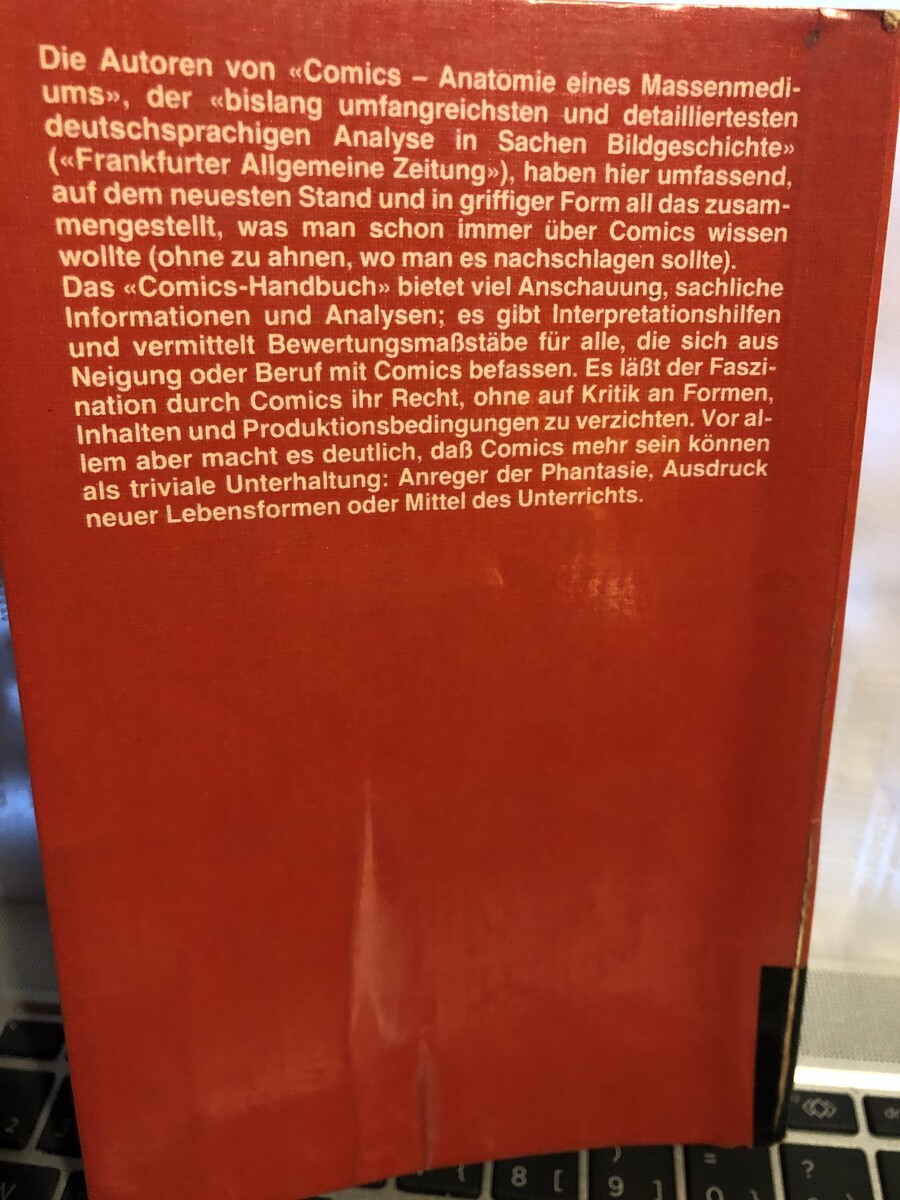 Die Autoren von «Comics – Anatomie eines Massenmedi-
ums», der «bislang umfangreichsten und detailliertesten
deutschsprachigen Analyse in Sachen Bildgeschichte»
(«Frankfurter Allgemeine Zeitung»), haben hier umfassend,
auf dem neuesten Stand und in griffiger Form all das zusam-
mengestellt, was man schon immer über Comics wissen
wollte (ohne zu ahnen, wo man es nachschlagen sollte).
Das «Comics-Handbuch» bietet viel Anschauung, sachliche
Informationen und Analysen; es gibt Interpretationshilfen
und vermittelt Bewertungsmaßstäbe für alle, die sich aus
Neigung oder Beruf mit Comics befassen. Es läßt der Faszi-
nation durch Comics ihr Recht, ohne auf Kritik an Formen,
Inhalten und Produktionsbedingungen zu verzichten. Vor al-
lem aber macht es deutlich, daß Comics mehr sein können
als triviale Unterhaltung: Anreger der Phantasie, Ausdruck
neuer Lebensformen oder Mittel des Unterrichts.
8 [ ) 9 = ?